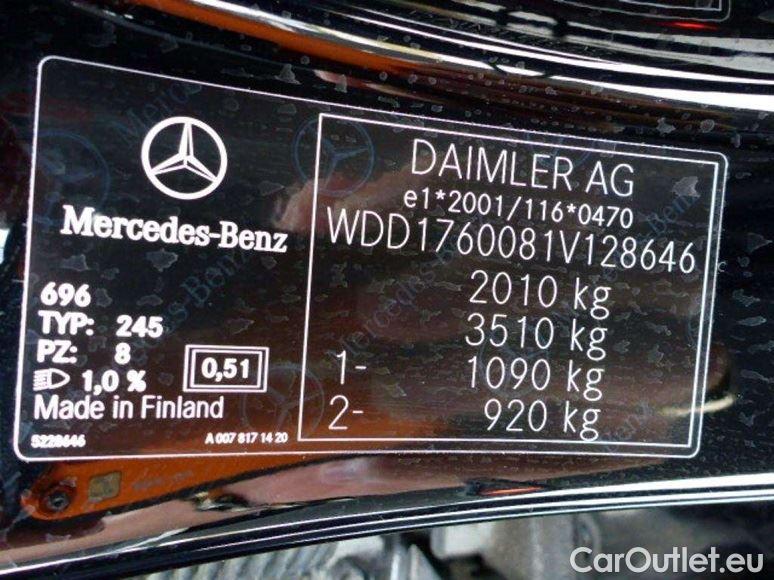 Mercedes-Benz
696
TYP: 245
PZ: 8
1,0 %
0,51
Made in Finland
S228646
A 007 817 14 20
DAIMLER AG
e1*2001/116*0470
WDD1760081V128646
2010 kg
3510 kg
1- 1090 kg
2- 920 kg
CarOutlet.eu